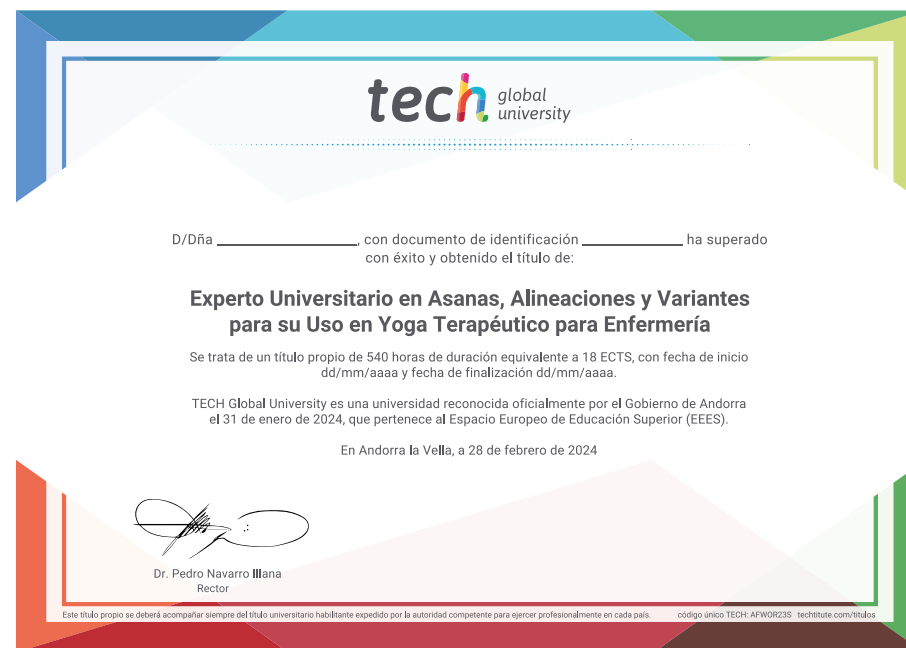 tech global university
D/Dña ________________, con documento de identificación ____________ ha superado
con éxito y obtenido el título de:
Experto Universitario en Asanas, Alineaciones y Variantes
para su Uso en Yoga Terapéutico para Enfermería
Se trata de un título propio de 540 horas de duración equivalente a 18 ECTS, con fecha de inicio
dd/mm/aaaa y fecha de finalización dd/mm/aaaa.
TECH Global University es una universidad reconocida oficialmente por el Gobierno de Andorra
el 31 de enero de 2024, que pertenece al Espacio Europeo de Educación Superior (EEES).
En Andorra la Vella, a 28 de febrero de 2024
Dr. Pedro Navarro Illana
Rector
Este título propio se deberá acompañar siempre del título universitario habilitante expedido por la autoridad competente para ejercer profesionalmente en cada país. código único TECH: AFWOR23S techtitute.com/titulos